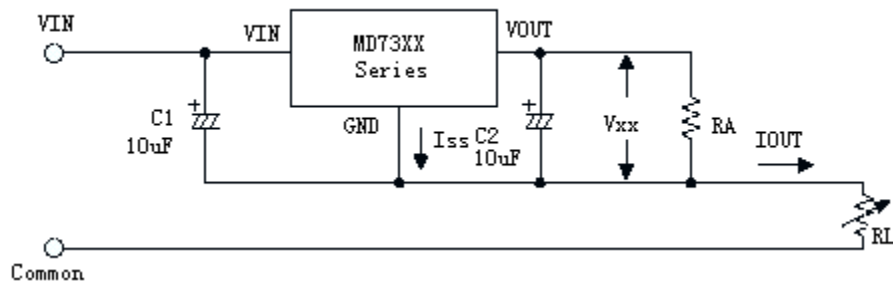 VIN
VIN
MD73XX
Series
VOUT
C1
10uF
GND
Iss
C2
10uF
Vxx
RA
IOUT
RL
Common